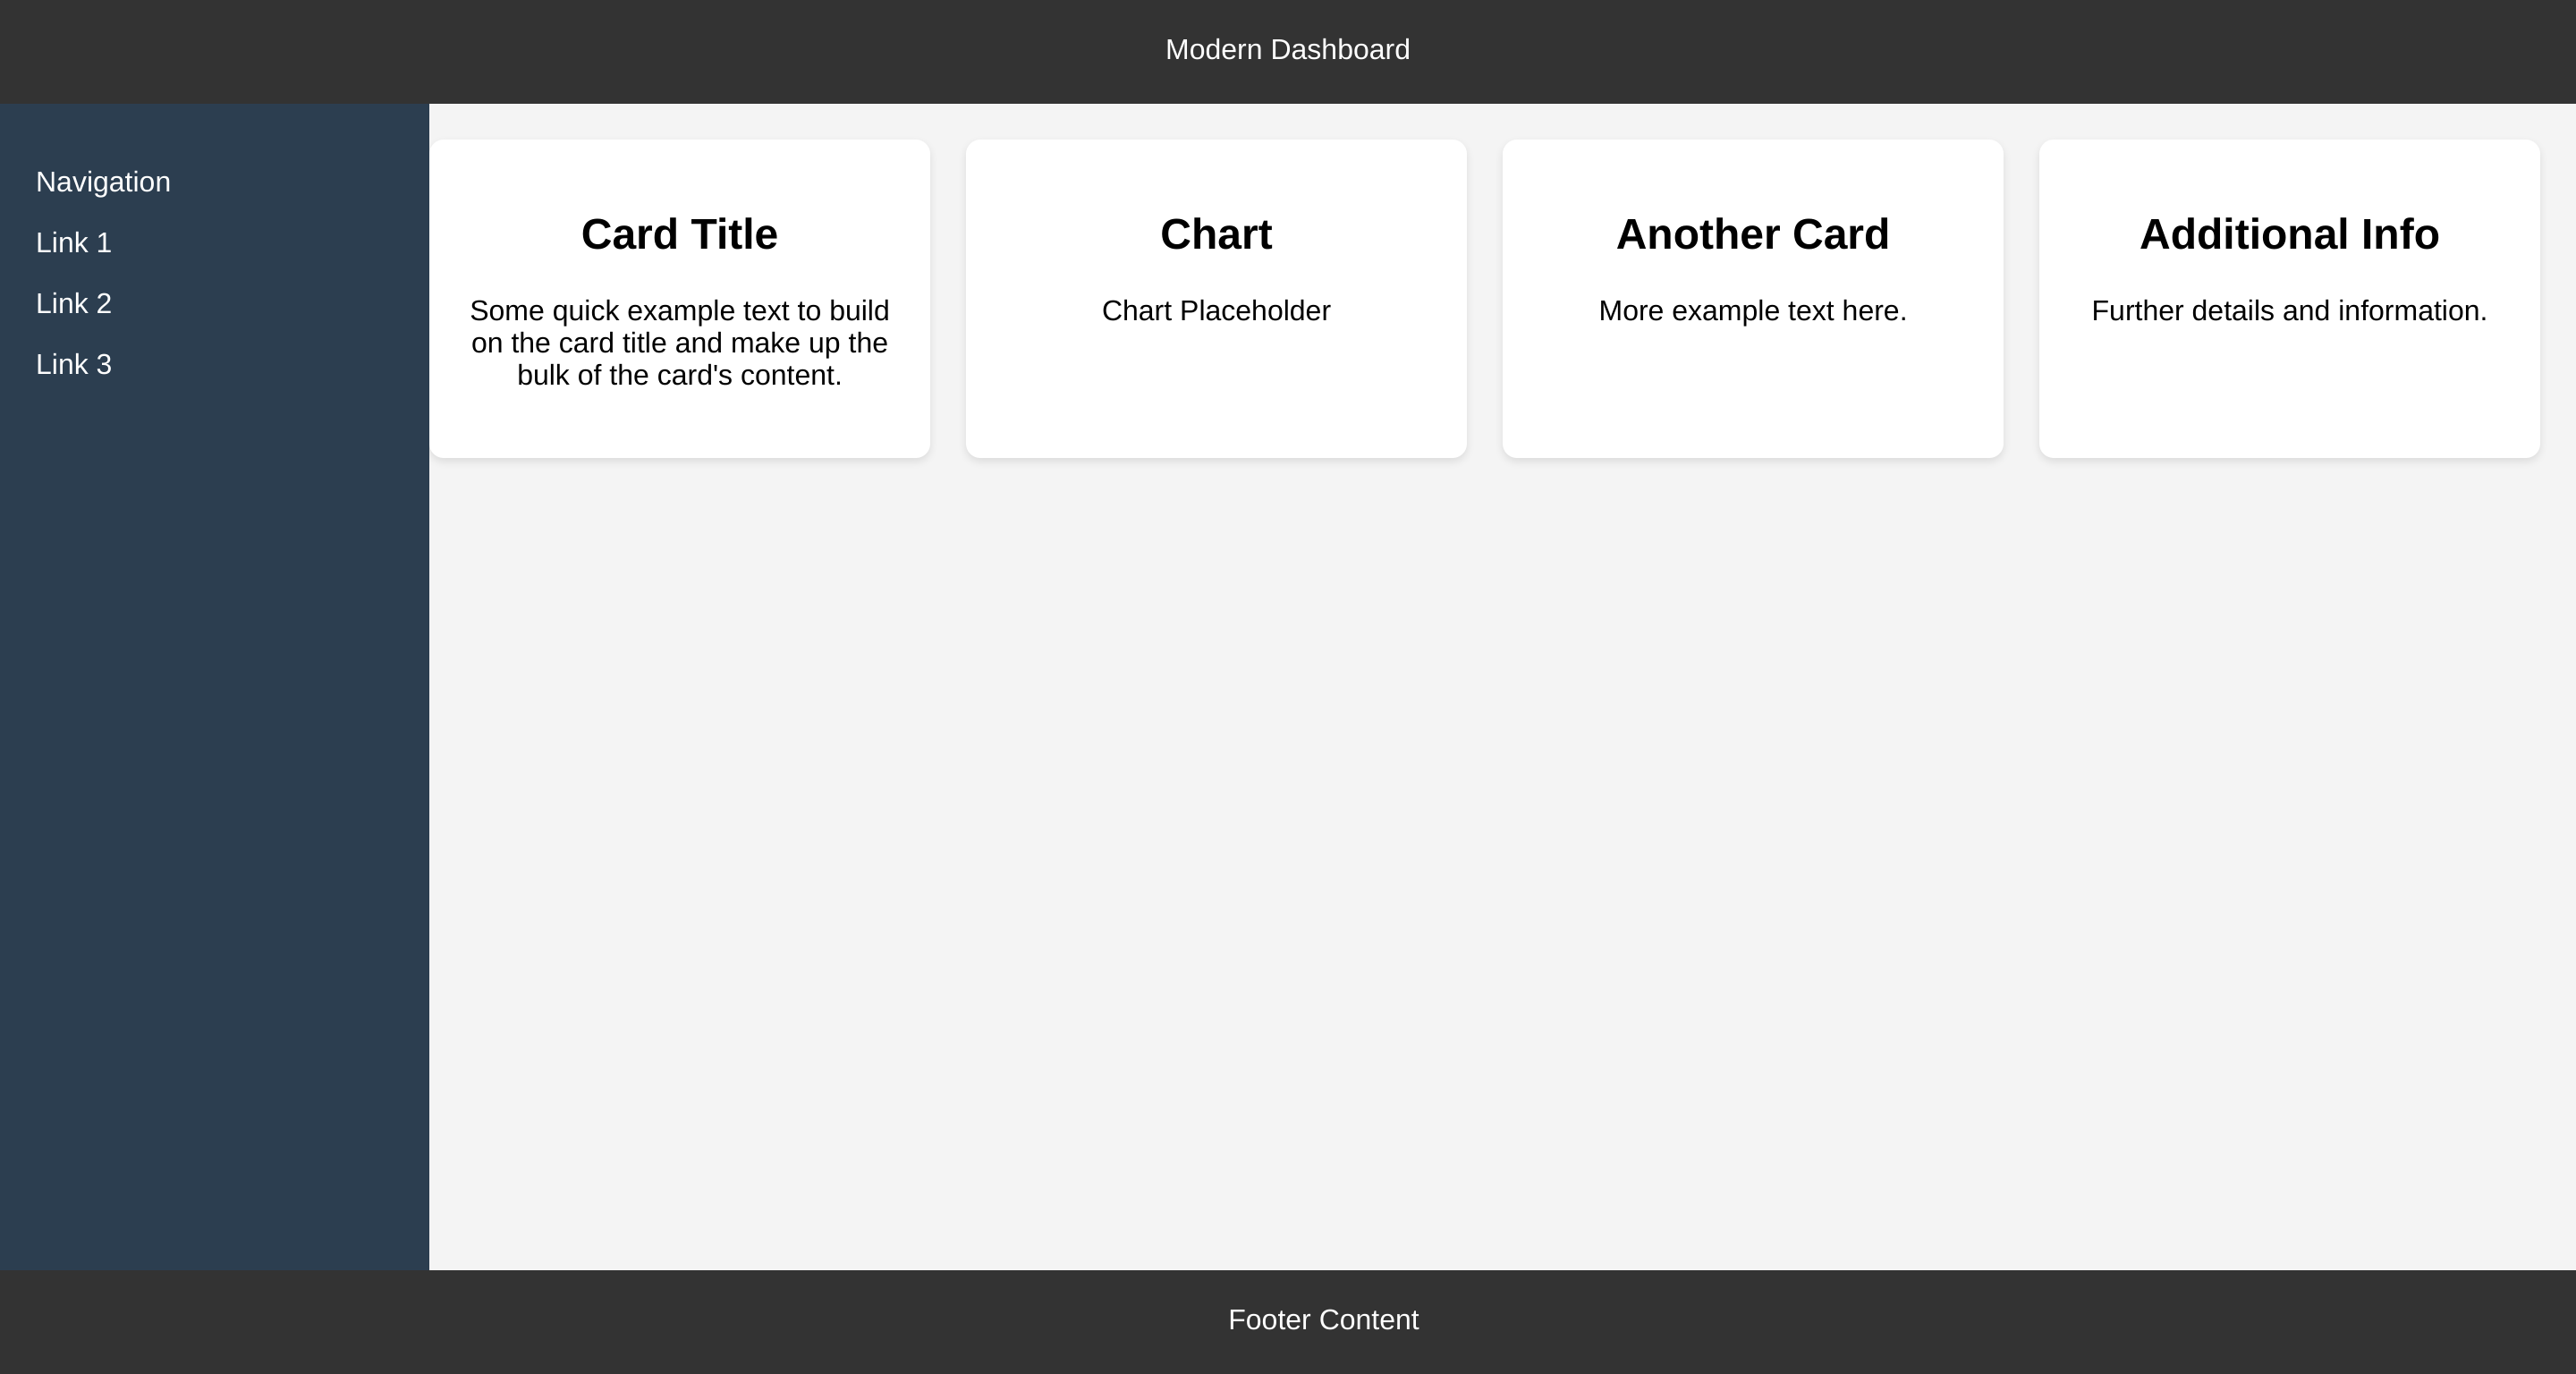 Modern Dashboard
Navigation
Link 1
Link 2
Link 3
Card Title
Some quick example text to build
on the card title and make up the
bulk of the card's content.
Chart
Chart Placeholder
Another Card
More example text here.
Additional Info
Further details and information.
Footer Content